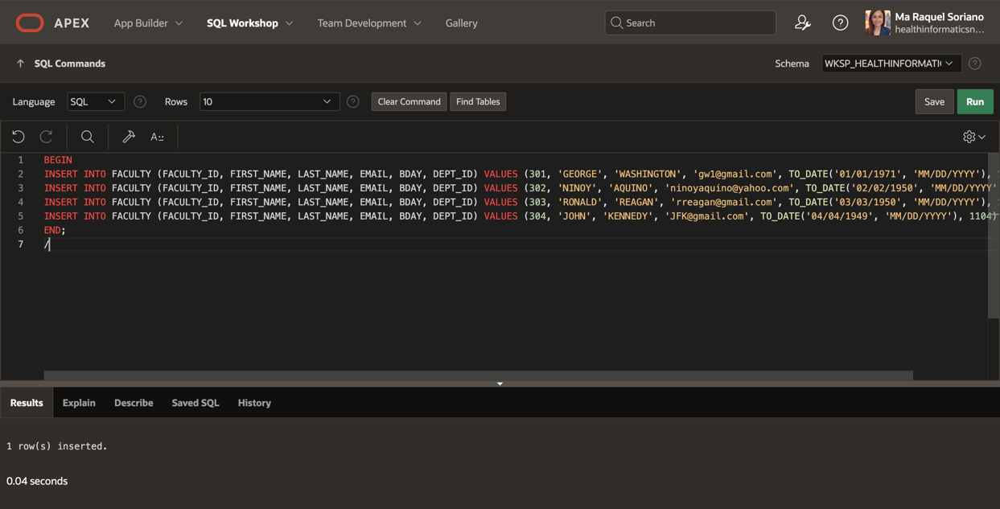 APEX App Builder SQL Workshop Team Development Gallery Search Ma Raquel Soriano
healthinformaticsn...
SQL Commands Schema WKSP_HEALTHINFORMATI
Language SQL Rows 10 Clear Command Find Tables Save Run
1 BEGIN
2 INSERT INTO FACULTY (FACULTY_ID, FIRST_NAME, LAST_NAME, EMAIL, BDAY, DEPT_ID) VALUES (301, 'GEORGE', 'WASHINGTON', 'gw1@gmail.com', TO_DATE('01/01/1971', 'MM/DD/YYYY'),
3 INSERT INTO FACULTY (FACULTY_ID, FIRST_NAME, LAST_NAME, EMAIL, BDAY, DEPT_ID) VALUES (302, 'NINOY', 'AQUINO', 'ninoyaquino@yahoo.com', TO_DATE('02/02/1950', 'MM/DD/YYYY'
4 INSERT INTO FACULTY (FACULTY_ID, FIRST_NAME, LAST_NAME, EMAIL, BDAY, DEPT_ID) VALUES (303, 'RONALD', 'REAGAN', 'rreagan@gmail.com', TO_DATE('03/03/1950', 'MM/DD/YYYY'),
5 INSERT INTO FACULTY (FACULTY_ID, FIRST_NAME, LAST_NAME, EMAIL, BDAY, DEPT_ID) VALUES (304, 'JOHN', 'KENNEDY', 'JFK@gmail.com', TO_DATE('04/04/1949', 'MM/DD/YYYY'), 1104)
6 END;
7 /
Results Explain Describe Saved SQL History
1 row(s) inserted.
0.04 seconds